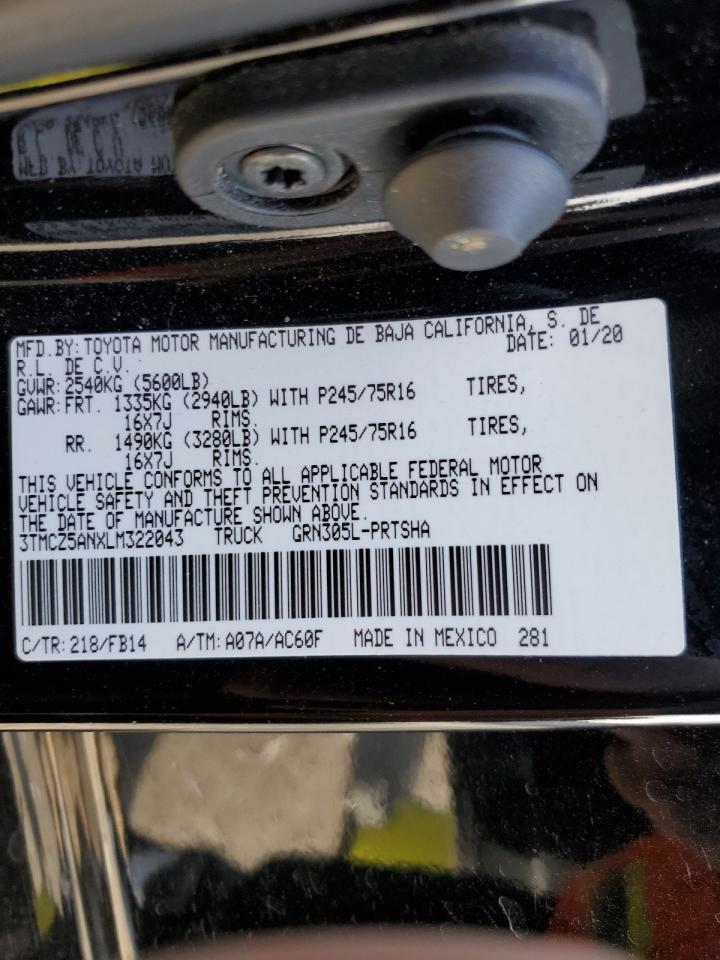 MFD.BY:TOYOTA MOTOR MANUFACTURING DE BAJA CALIFORNIA, S. DE
R.L. DE C.V. DATE: 01/20
GVWR:2540KG (5600LB)
GAWR:FRT. 1335KG (2940LB) WITH P245/75R16 TIRES,
16X7J RIMS.
RR. 1490KG (3280LB) WITH P245/75R16 TIRES,
16X7J RIMS.
THIS VEHICLE CONFORMS TO ALL APPLICABLE FEDERAL MOTOR
VEHICLE SAFETY AND THEFT PREVENTION STANDARDS IN EFFECT ON
THE DATE OF MANUFACTURE SHOWN ABOVE.
3TMCZ5ANXLM322043 TRUCK GRN305L-PRTSHA
C/TR:218/FB14 A/TM:A07A/AC60F MADE IN MEXICO 281